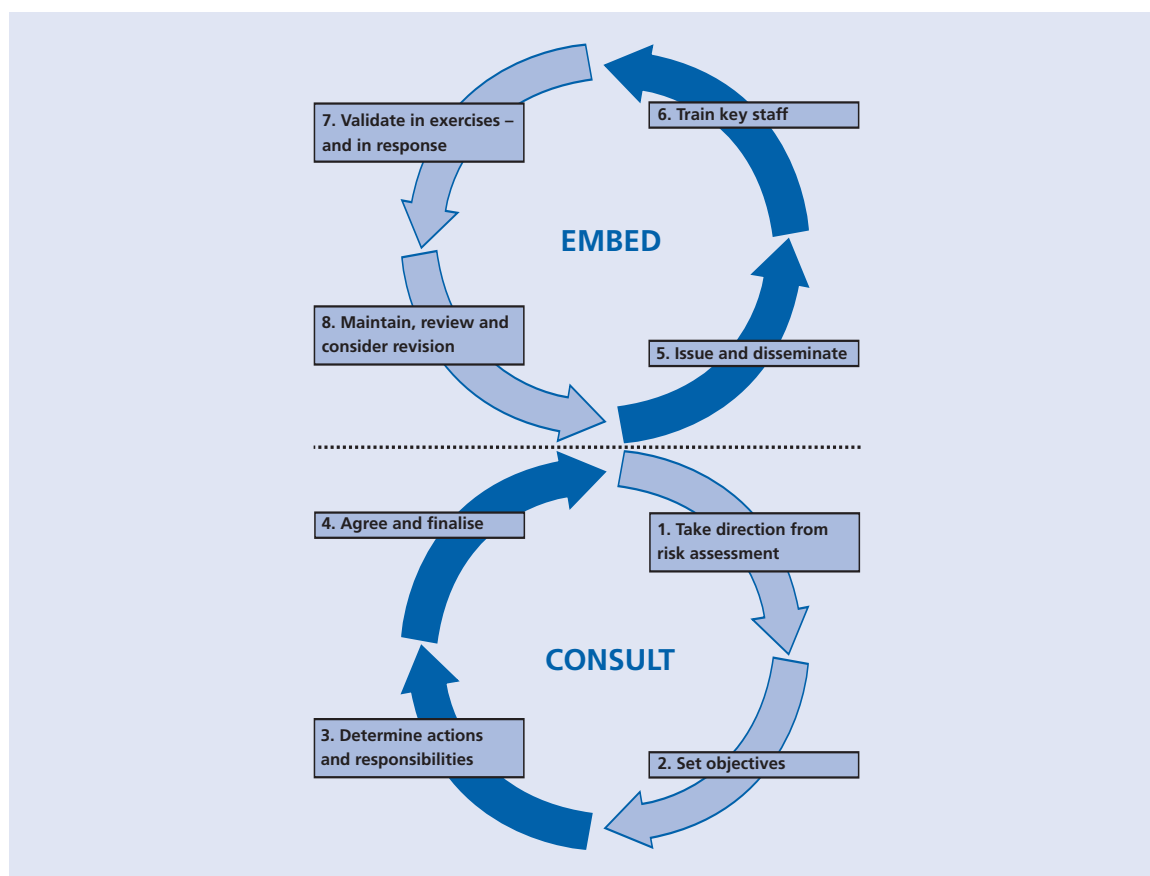 7. Validate in exercises –
and in response
6. Train key staff
EMBED
8. Maintain, review and
consider revision
5. Issue and disseminate
4. Agree and finalise
1. Take direction from
risk assessment
CONSULT
3. Determine actions
and responsibilities
2. Set objectives